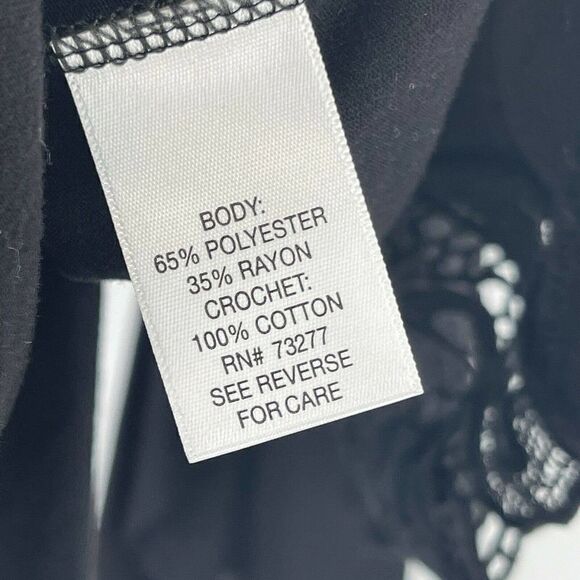 BODY:
65% POLYESTER
35% RAYON
CROCHET:
100% COTTON
RN# 73277
SEE REVERSE
FOR CARE